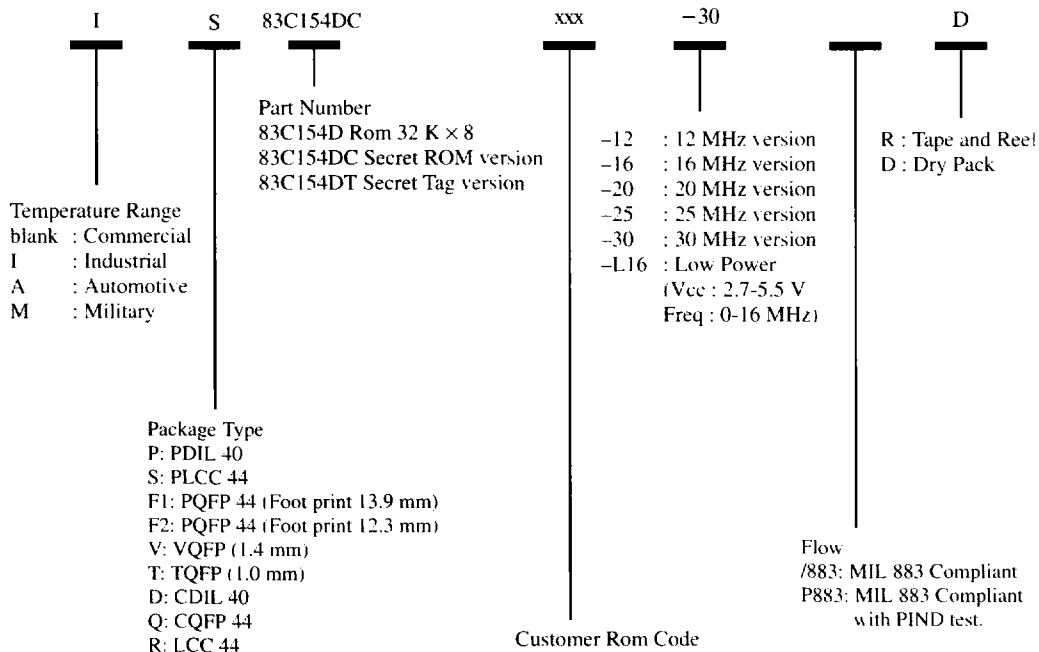 I S 83C154DC xxx –30 D
Part Number
83C154D Rom 32 K × 8
83C154DC Secret ROM version
83C154DT Secret Tag version
–12 : 12 MHz version
–16 : 16 MHz version
–20 : 20 MHz version
–25 : 25 MHz version
–30 : 30 MHz version
–L16 : Low Power
(Vcc : 2.7-5.5 V
Freq : 0-16 MHz)
R : Tape and Reel
D : Dry Pack
Temperature Range
blank : Commercial
I : Industrial
A : Automotive
M : Military
Package Type
P: PDIL 40
S: PLCC 44
F1: PQFP 44 (Foot print 13.9 mm)
F2: PQFP 44 (Foot print 12.3 mm)
V: VQFP (1.4 mm)
T: TQFP (1.0 mm)
D: CDIL 40
Q: CQFP 44
R: LCC 44
Customer Rom Code
Flow
/883: MIL 883 Compliant
P883: MIL 883 Compliant
with PIND test.